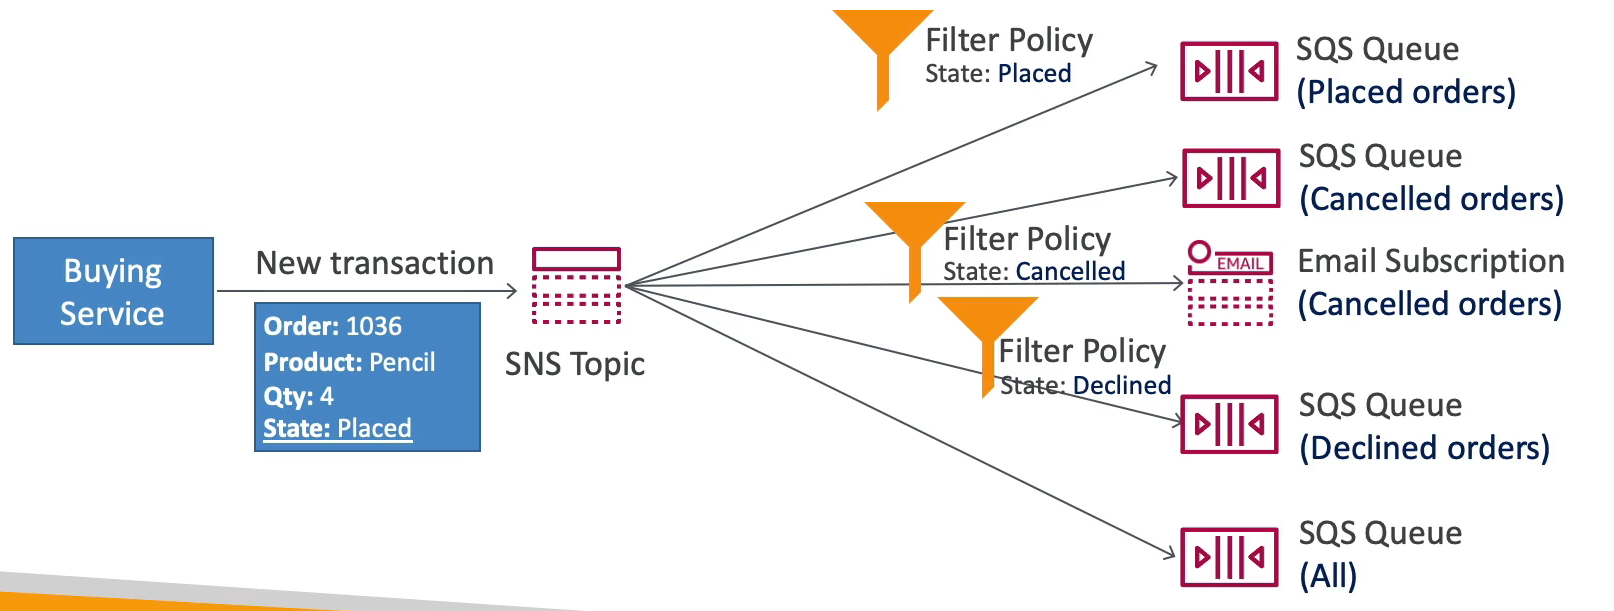 Filter Policy
State: Placed
SQS Queue
(Placed orders)
SQS Queue
(Cancelled orders)
Filter Policy
State: Cancelled
EMAIL
Email Subscription
(Cancelled orders)
Buying
Service
New transaction
Order: 1036
Product: Pencil
Qty: 4
State: Placed
SNS Topic
Filter Policy
State: Declined
SQS Queue
(Declined orders)
SQS Queue
(All)